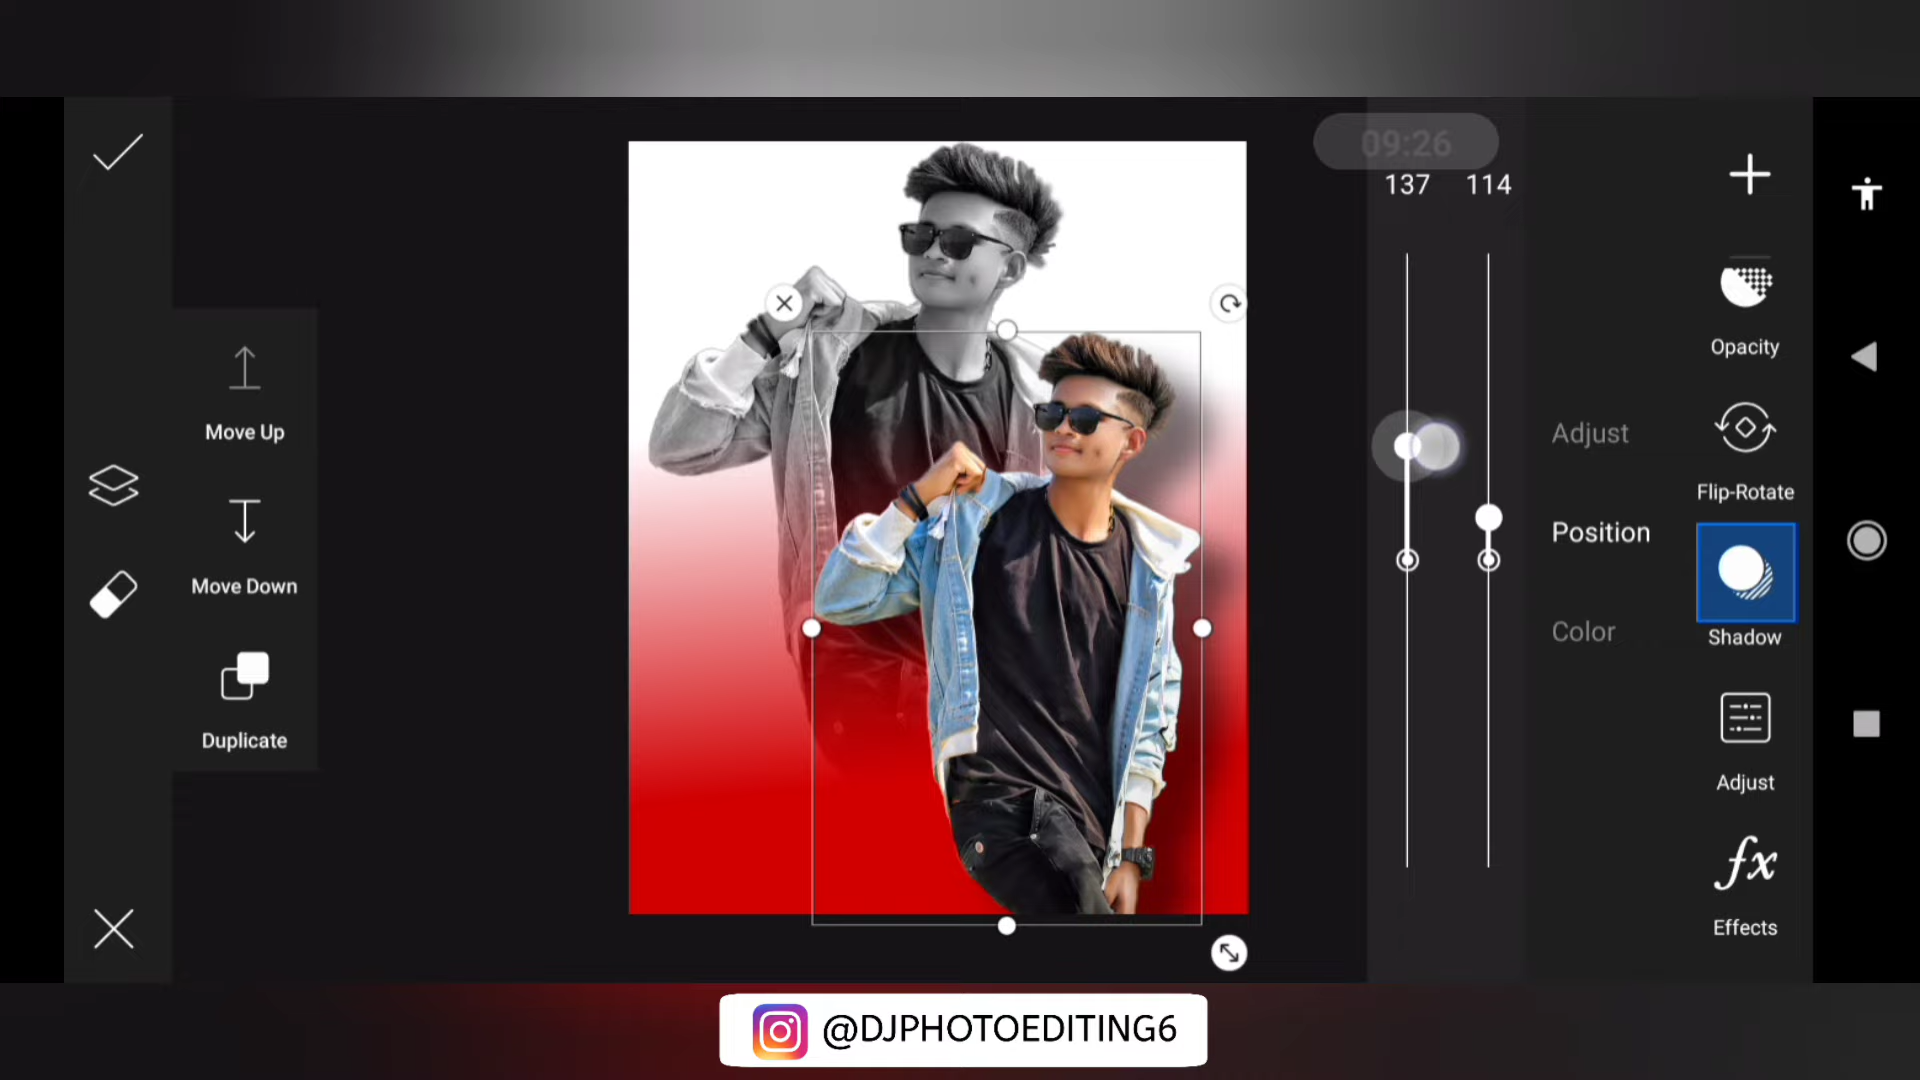 09:26
137 114
Move Up
Move Down
Duplicate
Adjust
Position
Color
Opacity
Flip-Rotate
Shadow
Adjust
fx
Effects
@DJPHOTOEDITING6